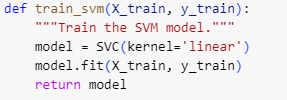 def train_svm(X_train, y_train):
    """Train the SVM model."""
    model = SVC(kernel='linear')
    model.fit(X_train, y_train)
    return model